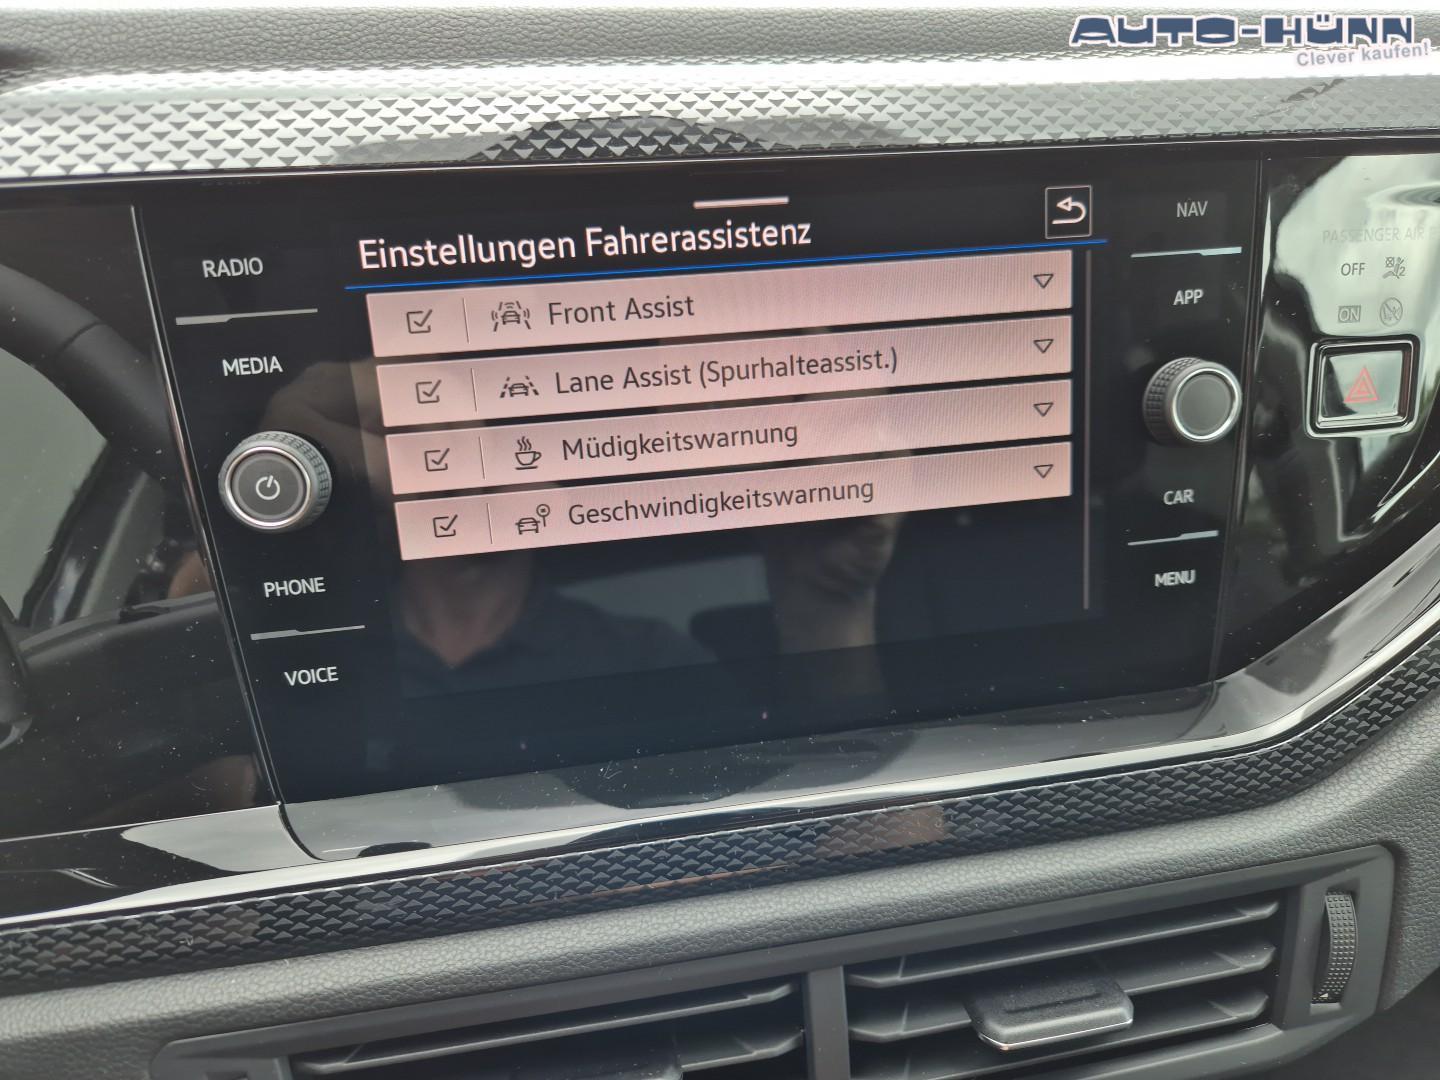 AUTO-HÜNN
Clever kaufen!
RADIO
MEDIA
PHONE
VOICE
Einstellungen Fahrerassistenz
Front Assist
Lane Assist (Spurhalteassist.)
Müdigkeitswarnung
Geschwindigkeitswarnung
NAV
APP
CAR
MENU
PASSENGER AIR
OFF
ON